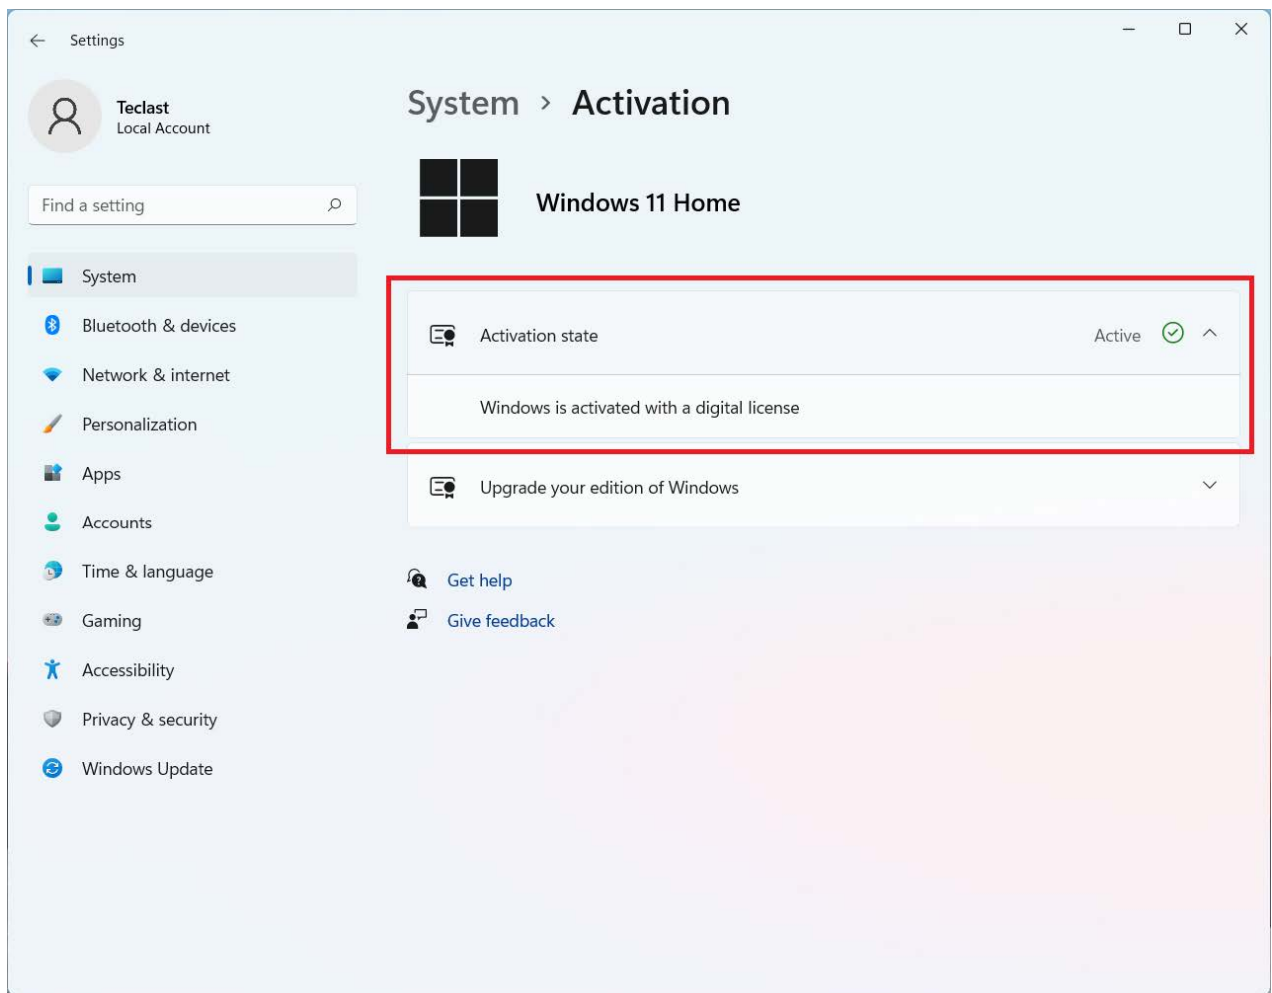 Settings
Teclast
Local Account
Find a setting
System
Bluetooth & devices
Network & internet
Personalization
Apps
Accounts
Time & language
Gaming
Accessibility
Privacy & security
Windows Update
System > Activation
Windows 11 Home
Activation state Active
Windows is activated with a digital license
Upgrade your edition of Windows
Get help
Give feedback